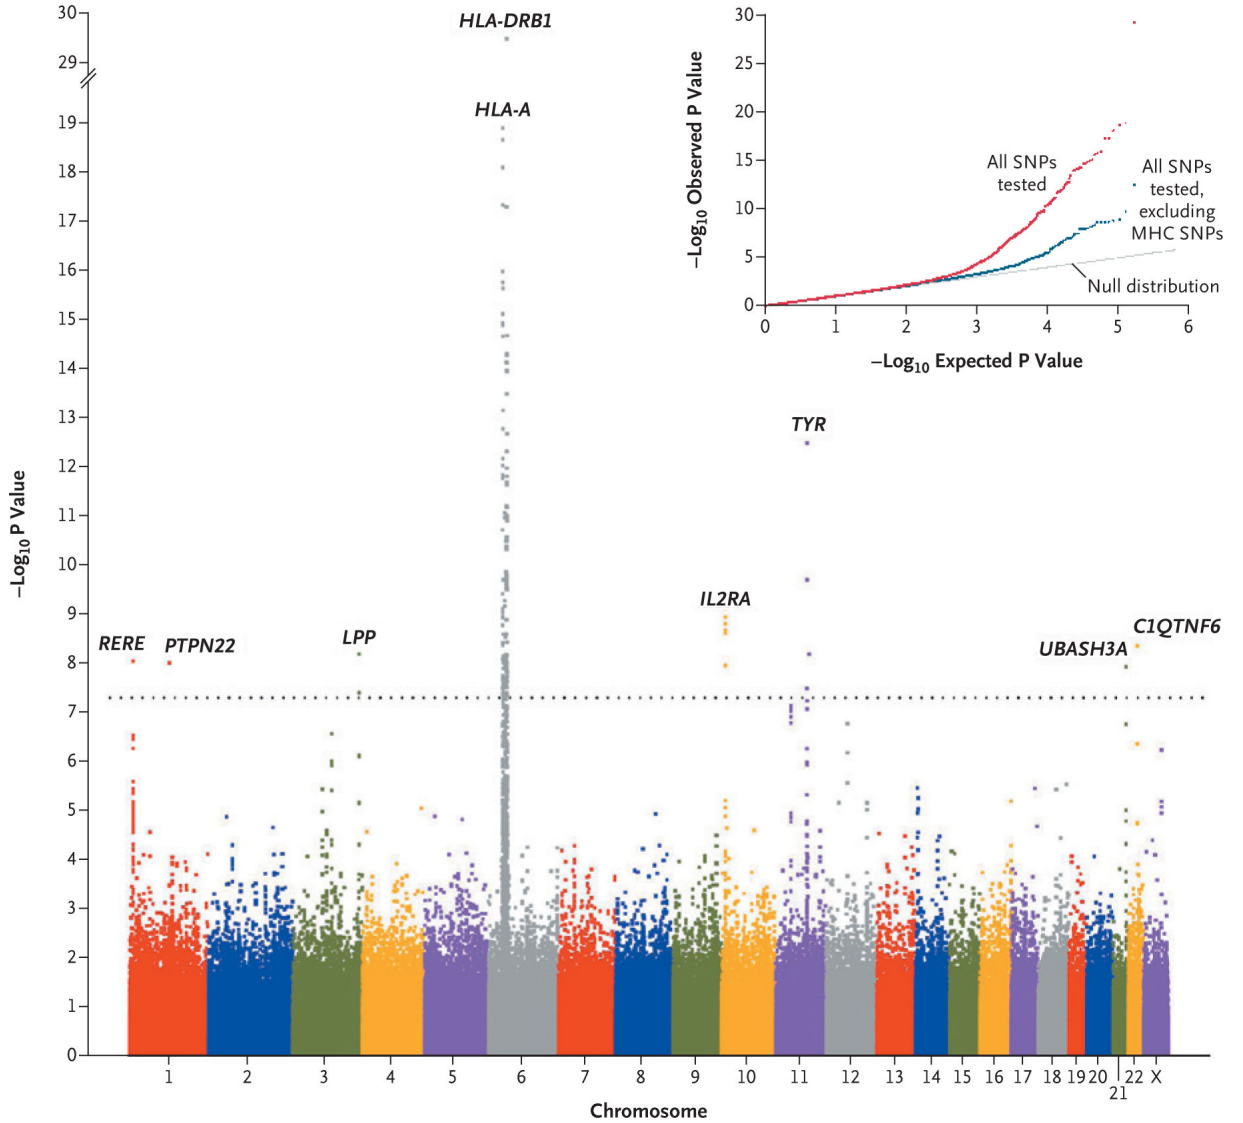 −Log10 P Value
30
29
19
18
17
16
15
14
13
12
11
10
9
8
7
6
5
4
3
2
1
0
HLA-DRB1
HLA-A
TYR
IL2RA
RERE
PTPN22
LPP
UBASH3A
C1QTNF6
1
2
3
4
5
6
7
8
9
10
11
12
13
14
15
16
17
18
19
20
21
22
X
Chromosome
−Log10 Observed P Value
30
25
20
15
10
5
0
All SNPs
tested
All SNPs
tested,
excluding
MHC SNPs
Null distribution
0
1
2
3
4
5
6
−Log10 Expected P Value